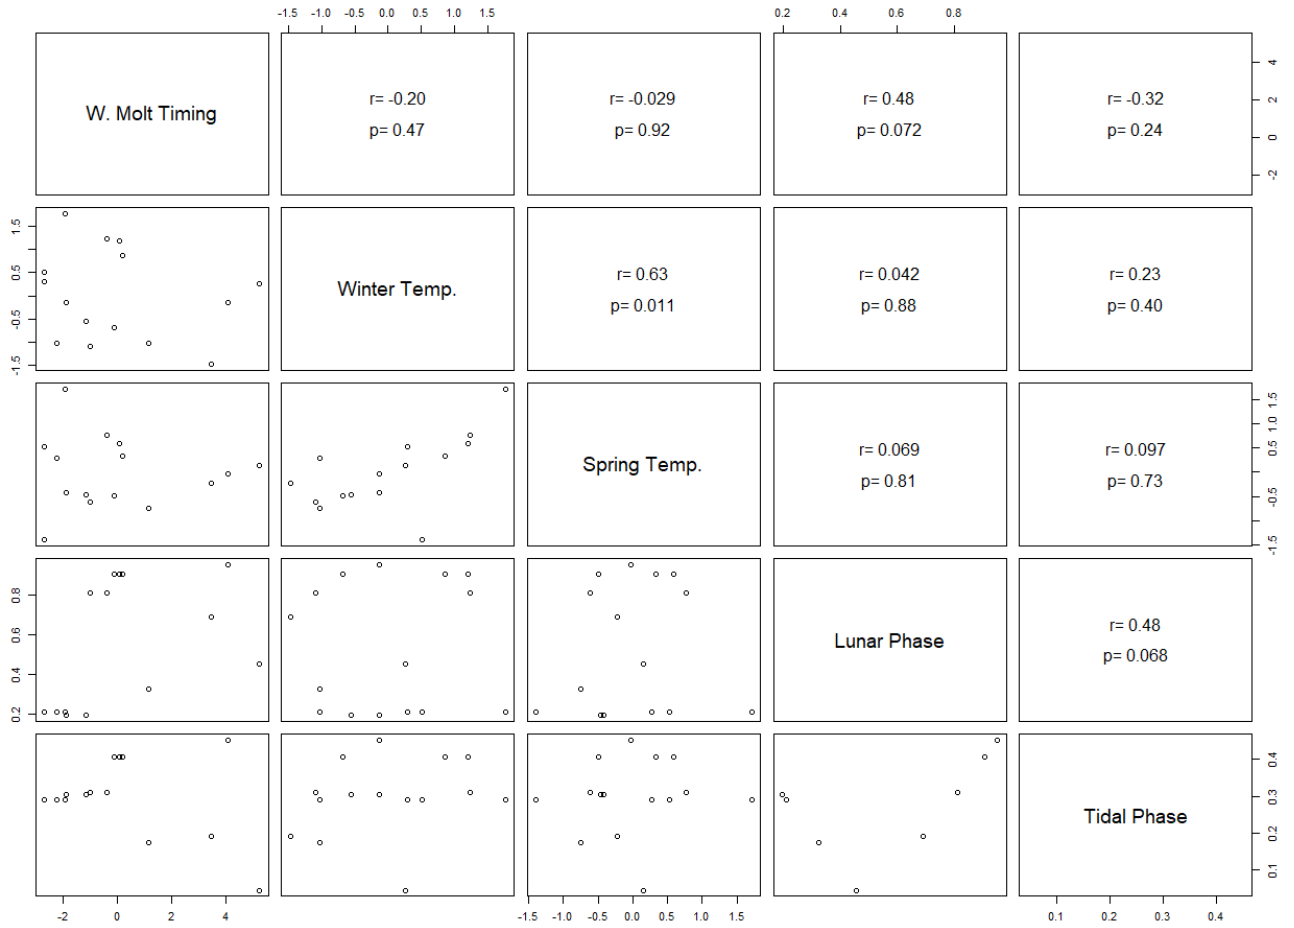 -1.5 -1.0 -0.5 0.0 0.5 1.0 1.5 0.2 0.4 0.6 0.8
W. Molt Timing
r= -0.20
p= 0.47
r= -0.029
p= 0.92
r= 0.48
p= 0.072
r= -0.32
p= 0.24
4
2
0
-2
1.5
0.5
-0.5
-1.5
Winter Temp.
r= 0.63
p= 0.011
r= 0.042
p= 0.88
r= 0.23
p= 0.40
Spring Temp.
r= 0.069
p= 0.81
r= 0.097
p= 0.73
1.5
1.0
0.5
-0.5
-1.5
0.8
0.6
0.4
0.2
Lunar Phase
r= 0.48
p= 0.068
Tidal Phase
0.4
0.3
0.2
0.1
-2 0 2 4 -1.5 -1.0 -0.5 0.0 0.5 1.0 1.5 0.1 0.2 0.3 0.4